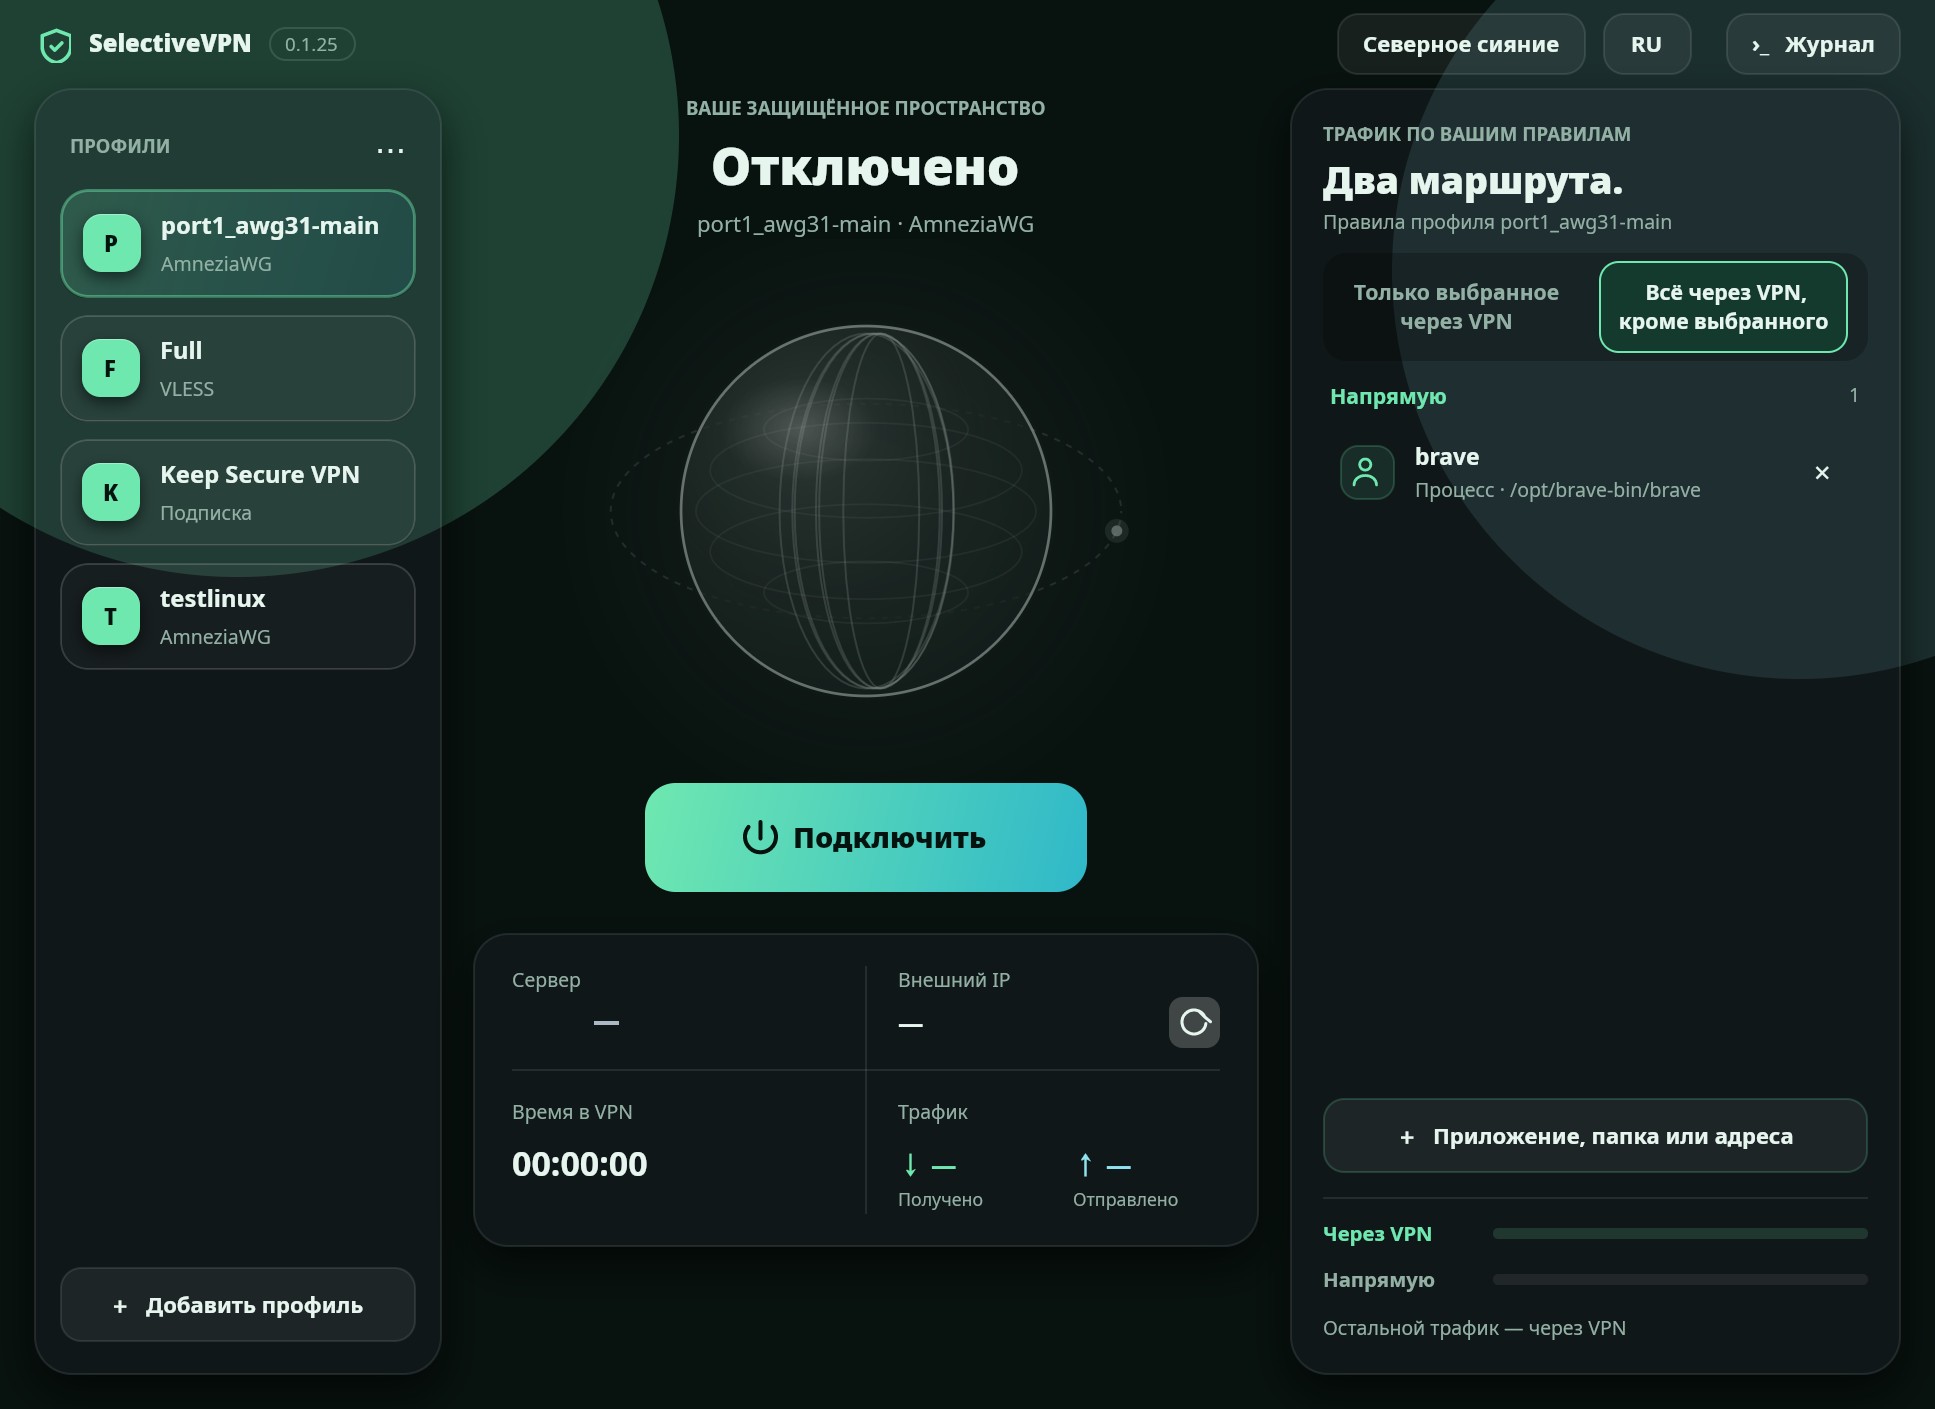 SelectiveVPN
0.1.25
Северное сияние
RU
›_ Журнал
ПРОФИЛИ
...
P
port1_awg31-main
AmneziaWG
F
Full
VLESS
K
Keep Secure VPN
Подписка
T
testlinux
AmneziaWG
+ Добавить профиль
ВАШЕ ЗАЩИЩЁННОЕ ПРОСТРАНСТВО
Отключено
port1_awg31-main · AmneziaWG
Подключить
Сервер
—
Внешний IP
—
Время в VPN
00:00:00
Трафик
↓ —
Получено
↑ —
Отправлено
ТРАФИК ПО ВАШИМ ПРАВИЛАМ
Два маршрута.
Правила профиля port1_awg31-main
Только выбранное
через VPN
Всё через VPN,
кроме выбранного
Напрямую
1
brave
Процесс · /opt/brave-bin/brave
×
+ Приложение, папка или адреса
Через VPN
Напрямую
Остальной трафик — через VPN